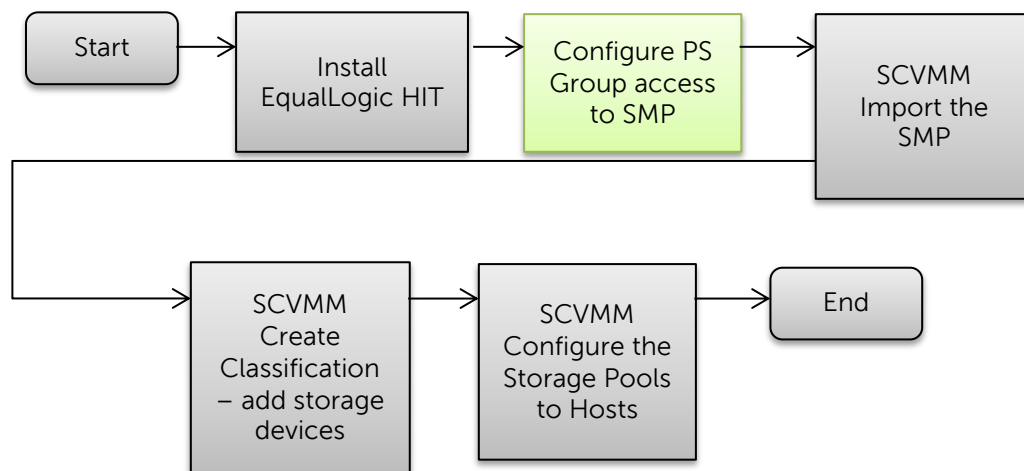 Start
Install
EqualLogic HIT
Configure PS
Group access
to SMP
SCVMM
Import the
SMP
SCVMM
Create
Classification
– add storage
devices
SCVMM
Configure the
Storage Pools
to Hosts
End